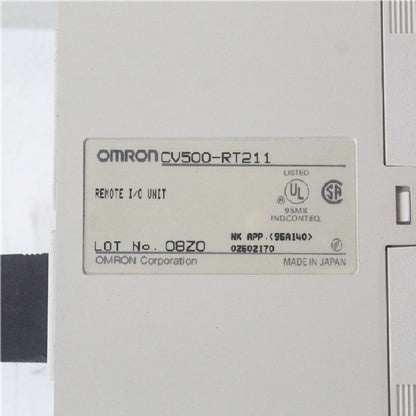 OMRON CV500-RT211
LISTED
REMOTE I/O UNIT
UL
SA
95M8
IND.CONT.EQ.
NK APP.<95A140>
LOT No. 08Z0
02502170
OMRON Corporation
MADE IN JAPAN